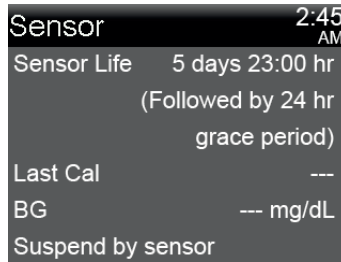 Sensor 2:45 AM
Sensor Life 5 days 23:00 hr
(Followed by 24 hr
grace period)
Last Cal ---
BG --- mg/dL
Suspend by sensor